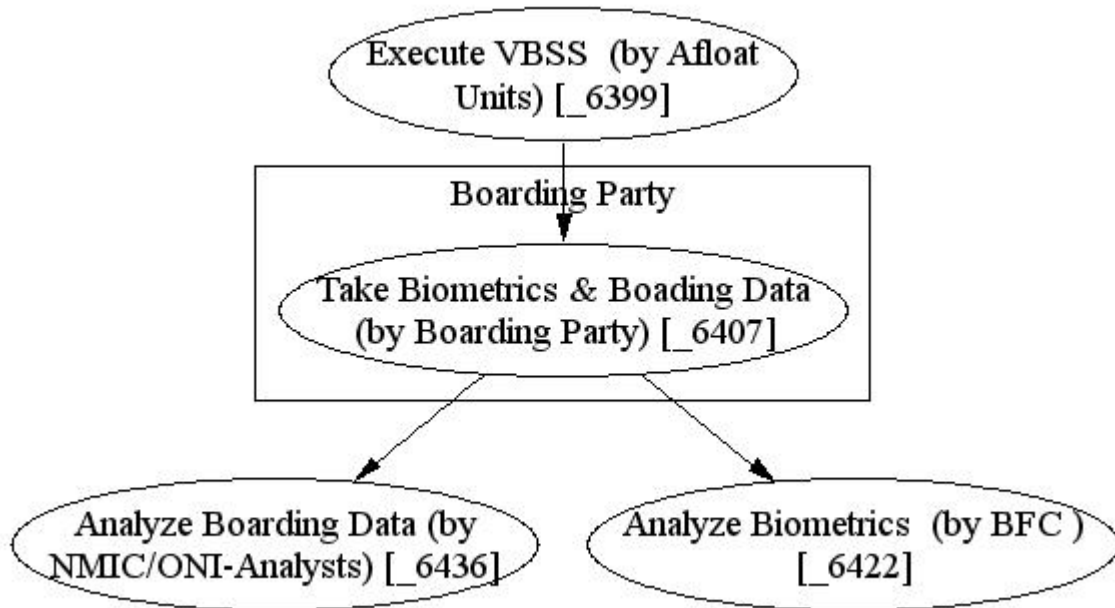 Execute VBSS  (by Afloat
Units) [_6399]
Boarding Party
Take Biometrics & Boading Data
(by Boarding Party) [_6407]
Analyze Boarding Data (by
NMIC/ONI-Analysts) [_6436]
Analyze Biometrics  (by BFC )
[_6422]